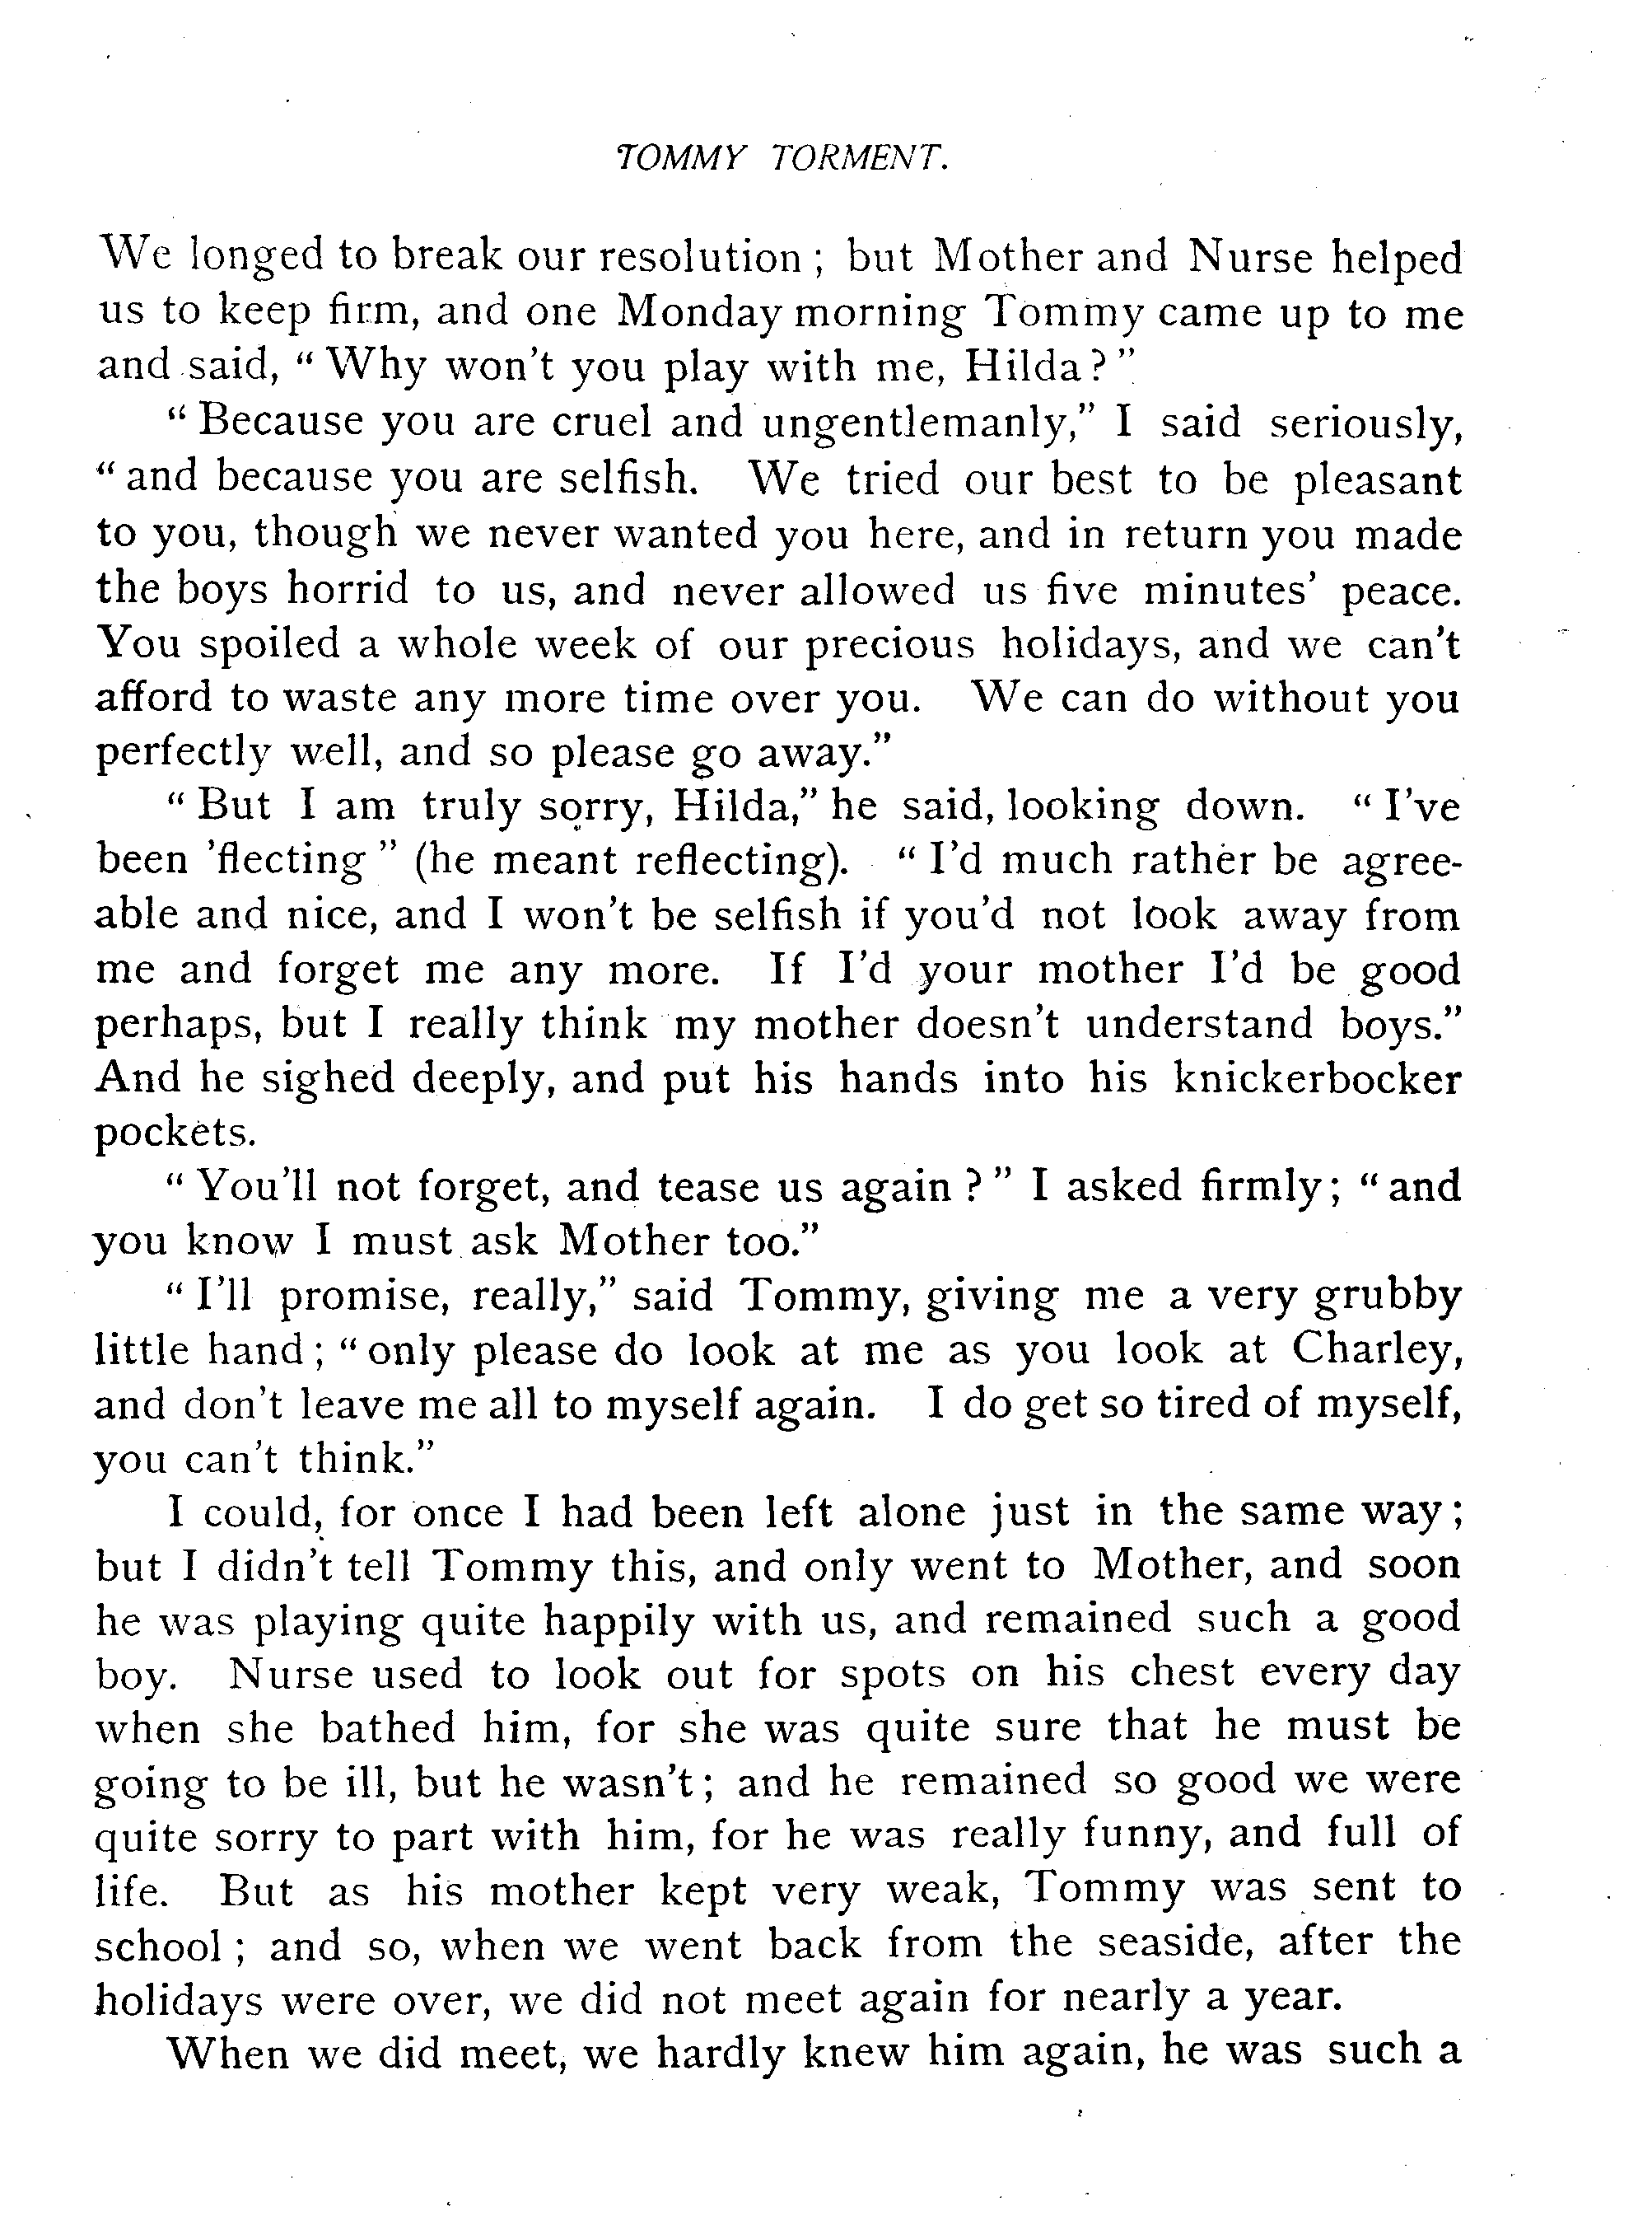 TOMMY TORMENT.
We longed to break our resolution; but Mother and Nurse helped
us to keep firm, and one Monday morning Tommy came up to me
and said, "Why won't you play with me, Hilda?"
"Because you are cruel and ungentlemanly," I said seriously,
"and because you are selfish. We tried our best to be pleasant
to you, though we never wanted you here, and in return you made
the boys horrid to us, and never allowed us five minutes' peace.
You spoiled a whole week of our precious holidays, and we can't
afford to waste any more time over you. We can do without you
perfectly well, and so please go away."
"But I am truly sorry, Hilda," he said, looking down. "I've
been 'flecting" (he meant reflecting). "I'd much rather be agree-
able and nice, and I won't be selfish if you'd not look away from
me and forget me any more. If I'd your mother I'd be good
perhaps, but I really think my mother doesn't understand boys."
And he sighed deeply, and put his hands into his knickerbocker
pockets.
"You'll not forget, and tease us again?" I asked firmly; "and
you know I must ask Mother too."
"I'll promise, really," said Tommy, giving me a very grubby
little hand; "only please do look at me as you look at Charley,
and don't leave me all to myself again. I do get so tired of myself,
you can't think."
I could, for once I had been left alone just in the same way;
but I didn't tell Tommy this, and only went to Mother, and soon
he was playing quite happily with us, and remained such a good
boy. Nurse used to look out for spots on his chest every day
when she bathed him, for she was quite sure that he must be
going to be ill, but he wasn't; and he remained so good we were
quite sorry to part with him, for he was really funny, and full of
life. But as his mother kept very weak, Tommy was sent to
school; and so, when we went back from the seaside, after the
holidays were over, we did not meet again for nearly a year.
When we did meet, we hardly knew him again, he was such a